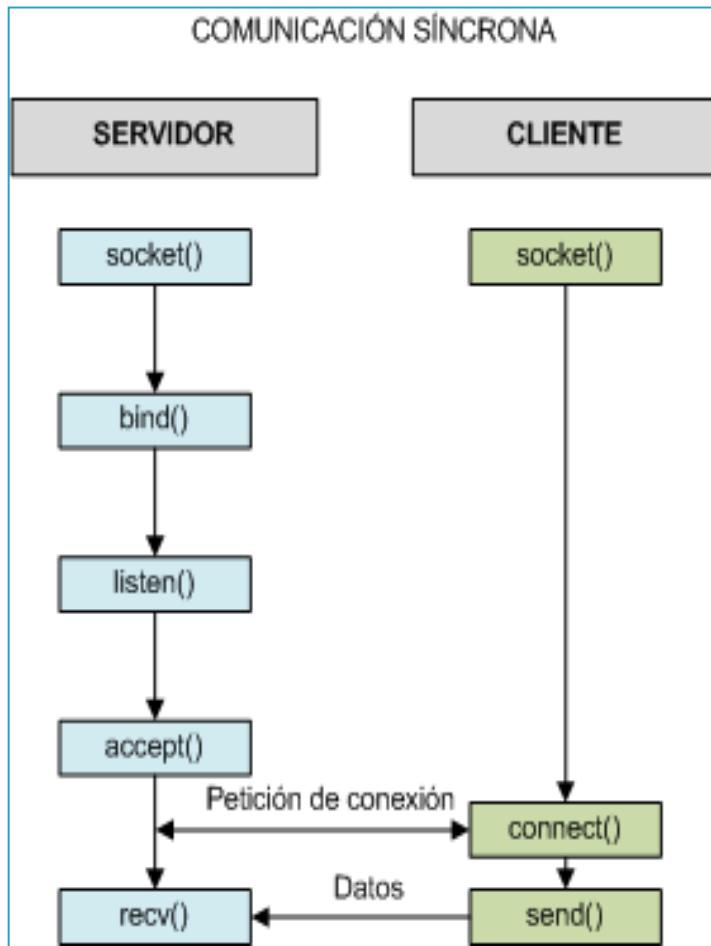 COMUNICACIÓN SÍNCRONA
SERVIDOR
CLIENTE
socket()
socket()
bind()
listen()
accept()
Petición de conexión
connect()
recv()
Datos
send()